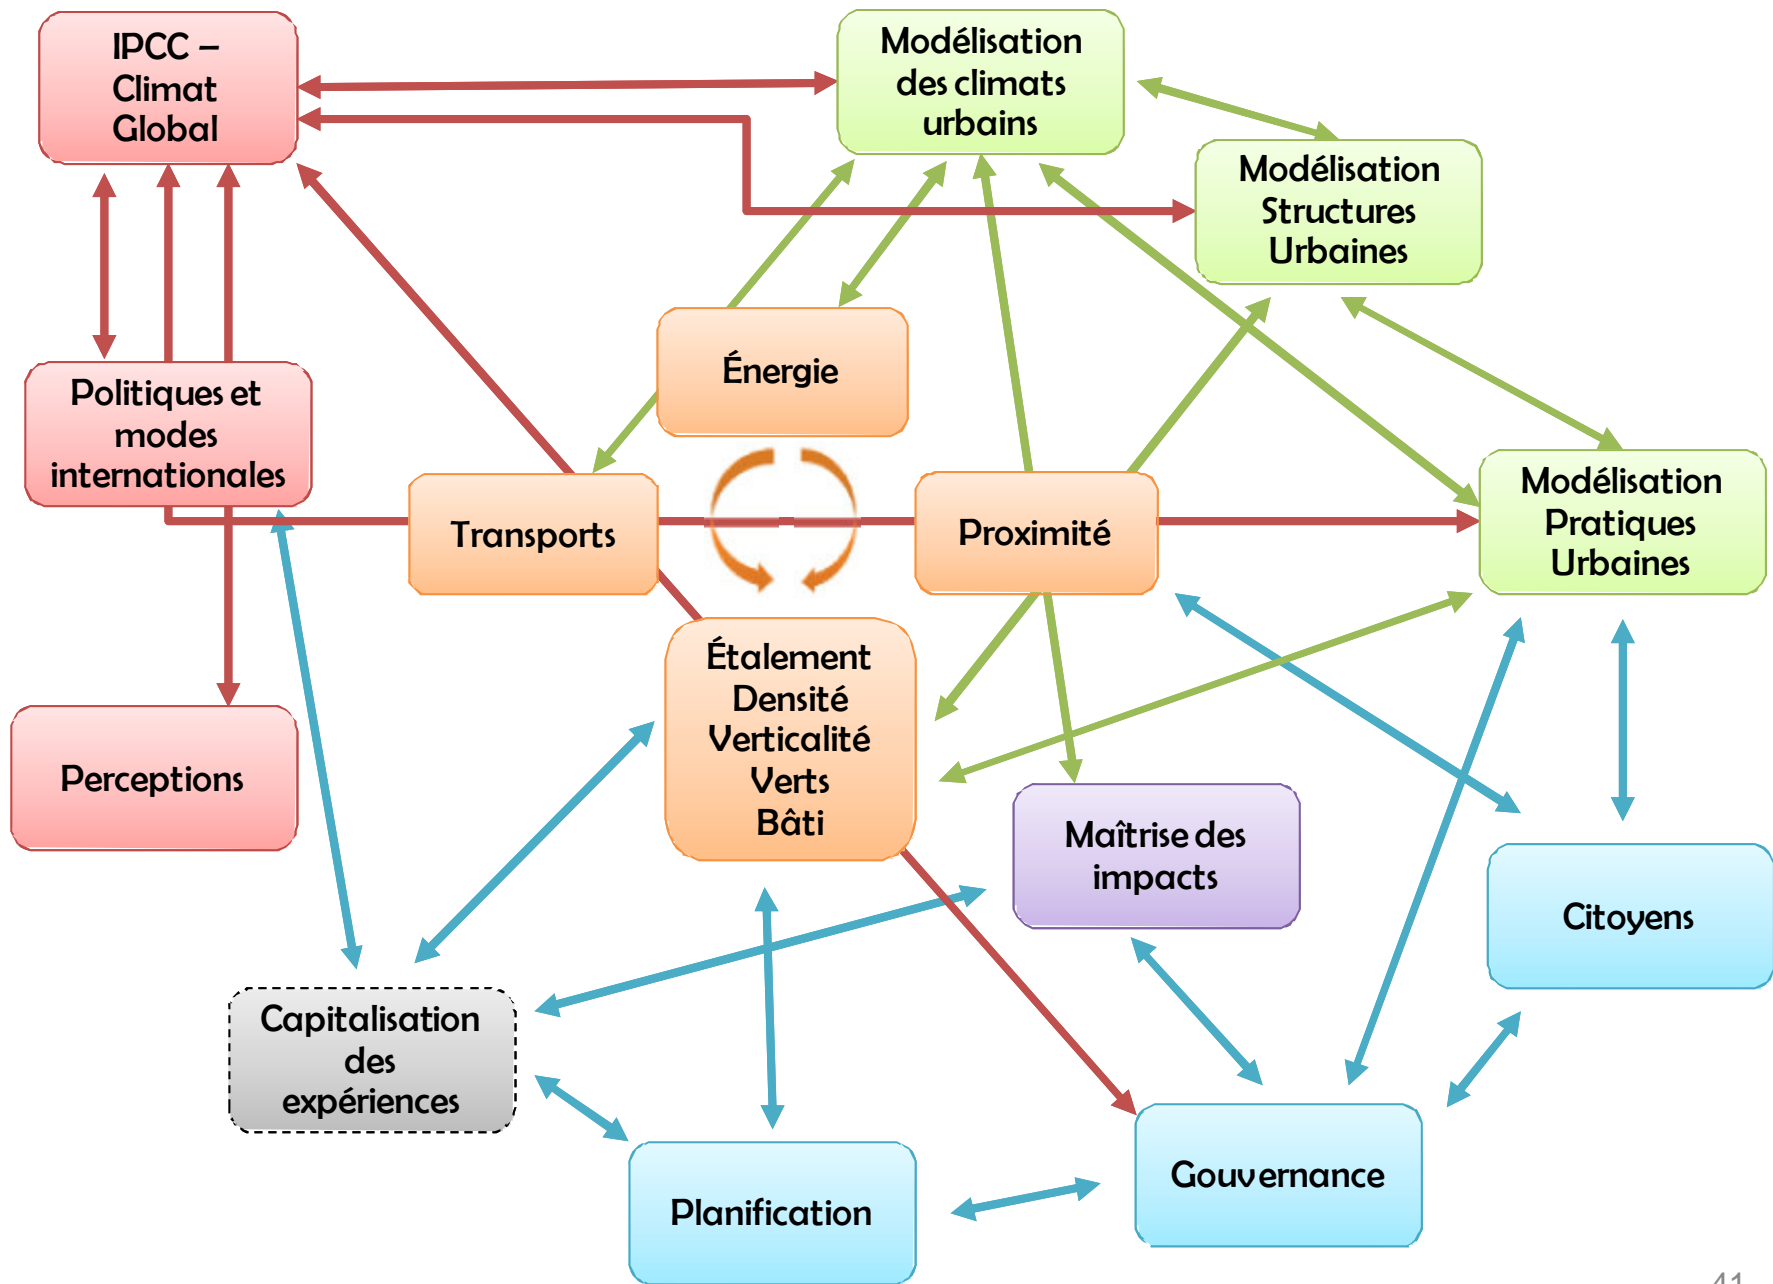 IPCC –
Climat
Global
Modélisation
des climats
urbains
Modélisation
Structures
Urbaines
Énergie
Politiques et
modes
internationales
Transports
Proximité
Modélisation
Pratiques
Urbaines
Étalement
Densité
Verticalité
Verts
Bâti
Perceptions
Maîtrise des
impacts
Citoyens
Capitalisation
des
expériences
Planification
Gouvernance
41